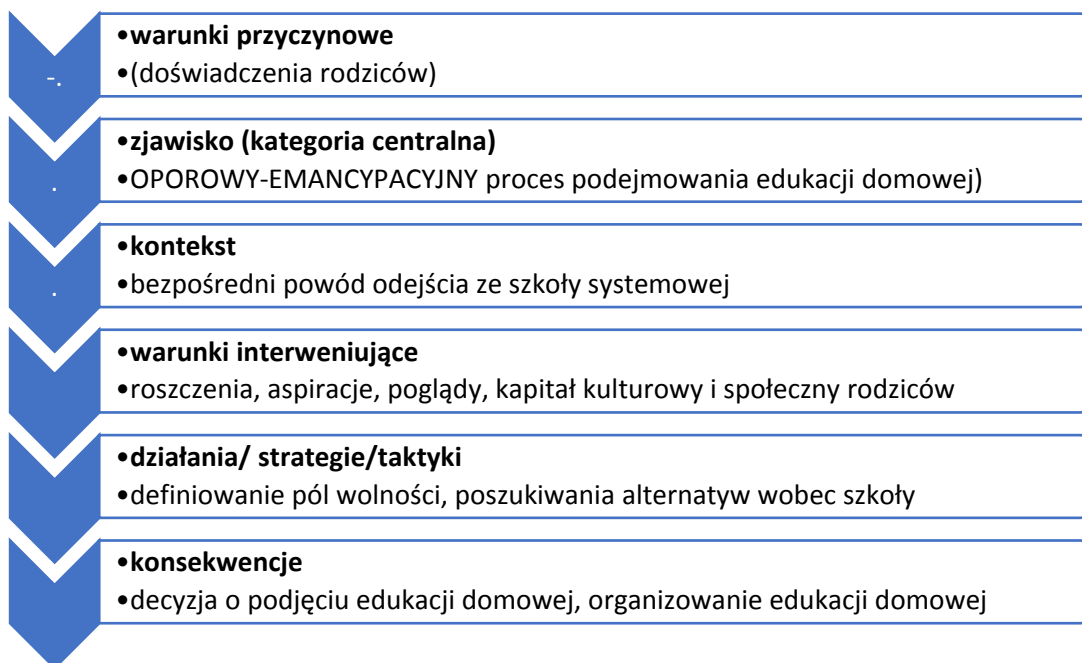 -.
•warunki przyczynowe
•(doświadczenia rodziców)
.
•zjawisko (kategoria centralna)
•OPOROWY-EMANCYPACYJNY proces podejmowania edukacji domowej)
.
•kontekst
•bezpośredni powód odejścia ze szkoły systemowej
•warunki interweniujące
•roszczenia, aspiracje, poglądy, kapitał kulturowy i społeczny rodziców
•działania/ strategie/taktyki
•definiowanie pól wolności, poszukiwania alternatyw wobec szkoły
•konsekwencje
•decyzja o podjęciu edukacji domowej, organizowanie edukacji domowej